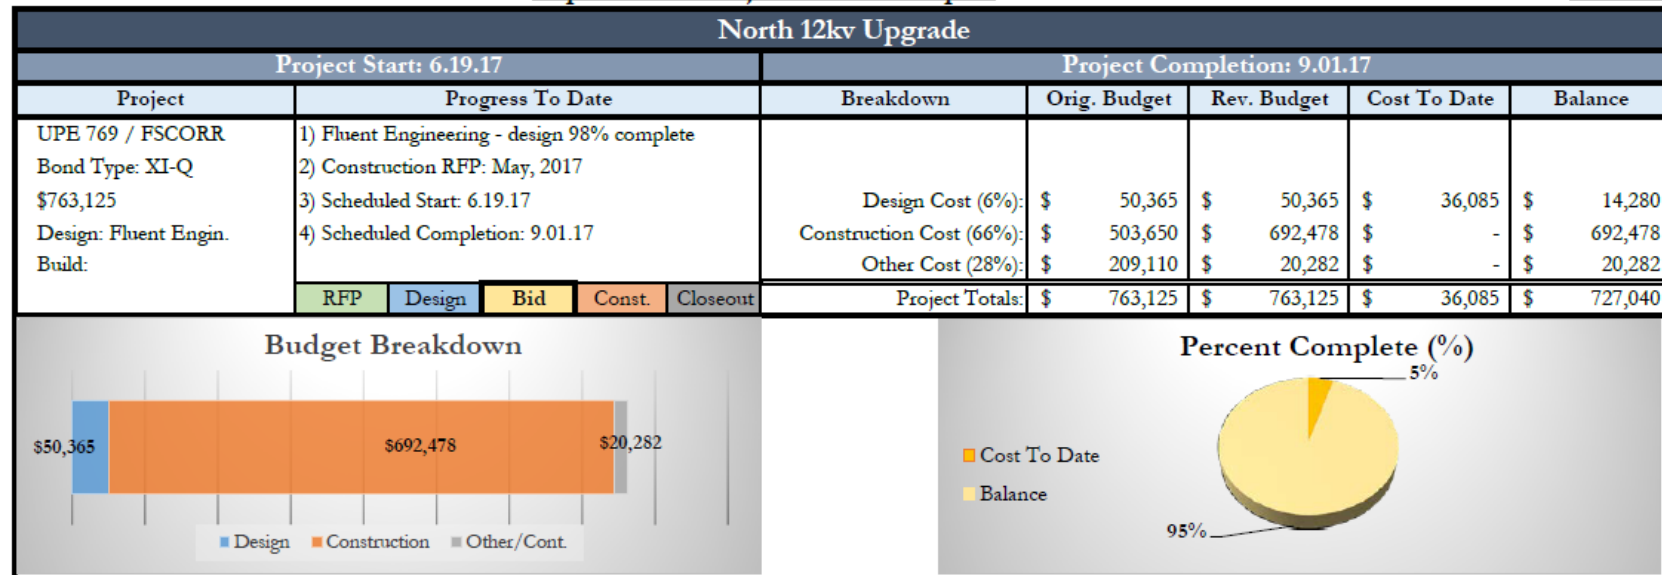 North 12kv Upgrade
Project Start: 6.19.17 Project Completion: 9.01.17
Project Progress To Date Breakdown Orig. Budget Rev. Budget Cost To Date Balance
UPE 769 / FSCORR 1) Fluent Engineering - design 98% complete
Bond Type: XI-Q 2) Construction RFP: May, 2017
$763,125 3) Scheduled Start: 6.19.17 Design Cost (6%): $ 50,365 $ 50,365 $ 36,085 $ 14,280
Design: Fluent Engin. 4) Scheduled Completion: 9.01.17 Construction Cost (66%): $ 503,650 $ 692,478 $ - $ 692,478
Build: Other Cost (28%): $ 209,110 $ 20,282 $ - $ 20,282
RFP Design Bid Const. Closeout Project Totals: $ 763,125 $ 763,125 $ 36,085 $ 727,040
Budget Breakdown
$50,365 $692,478 $20,282
Design Construction Other/Cont.
Percent Complete (%)
5%
Cost To Date
Balance
95%